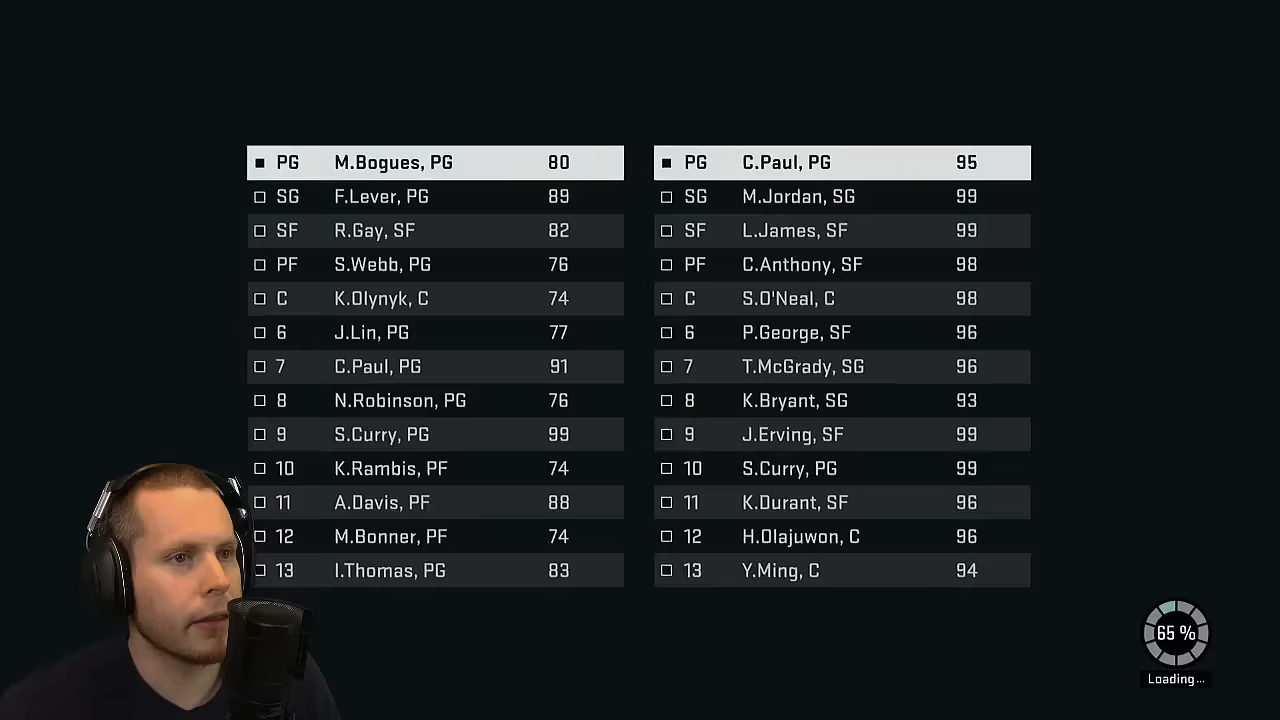 PG M.Bogues, PG 80
SG F.Lever, PG 89
SF R.Gay, SF 82
PF S.Webb, PG 76
C K.Olynyk, C 74
6 J.Lin, PG 77
7 C.Paul, PG 91
8 N.Robinson, PG 76
9 S.Curry, PG 99
10 K.Rambis, PF 74
11 A.Davis, PF 88
12 M.Bonner, PF 74
13 I.Thomas, PG 83
PG C.Paul, PG 95
SG M.Jordan, SG 99
SF L.James, SF 99
PF C.Anthony, SF 98
C S.O'Neal, C 98
6 P.George, SF 96
7 T.McGrady, SG 96
8 K.Bryant, SG 93
9 J.Erving, SF 99
10 S.Curry, PG 99
11 K.Durant, SF 96
12 H.Olajuwon, C 96
13 Y.Ming, C 94
65 %
Loading...